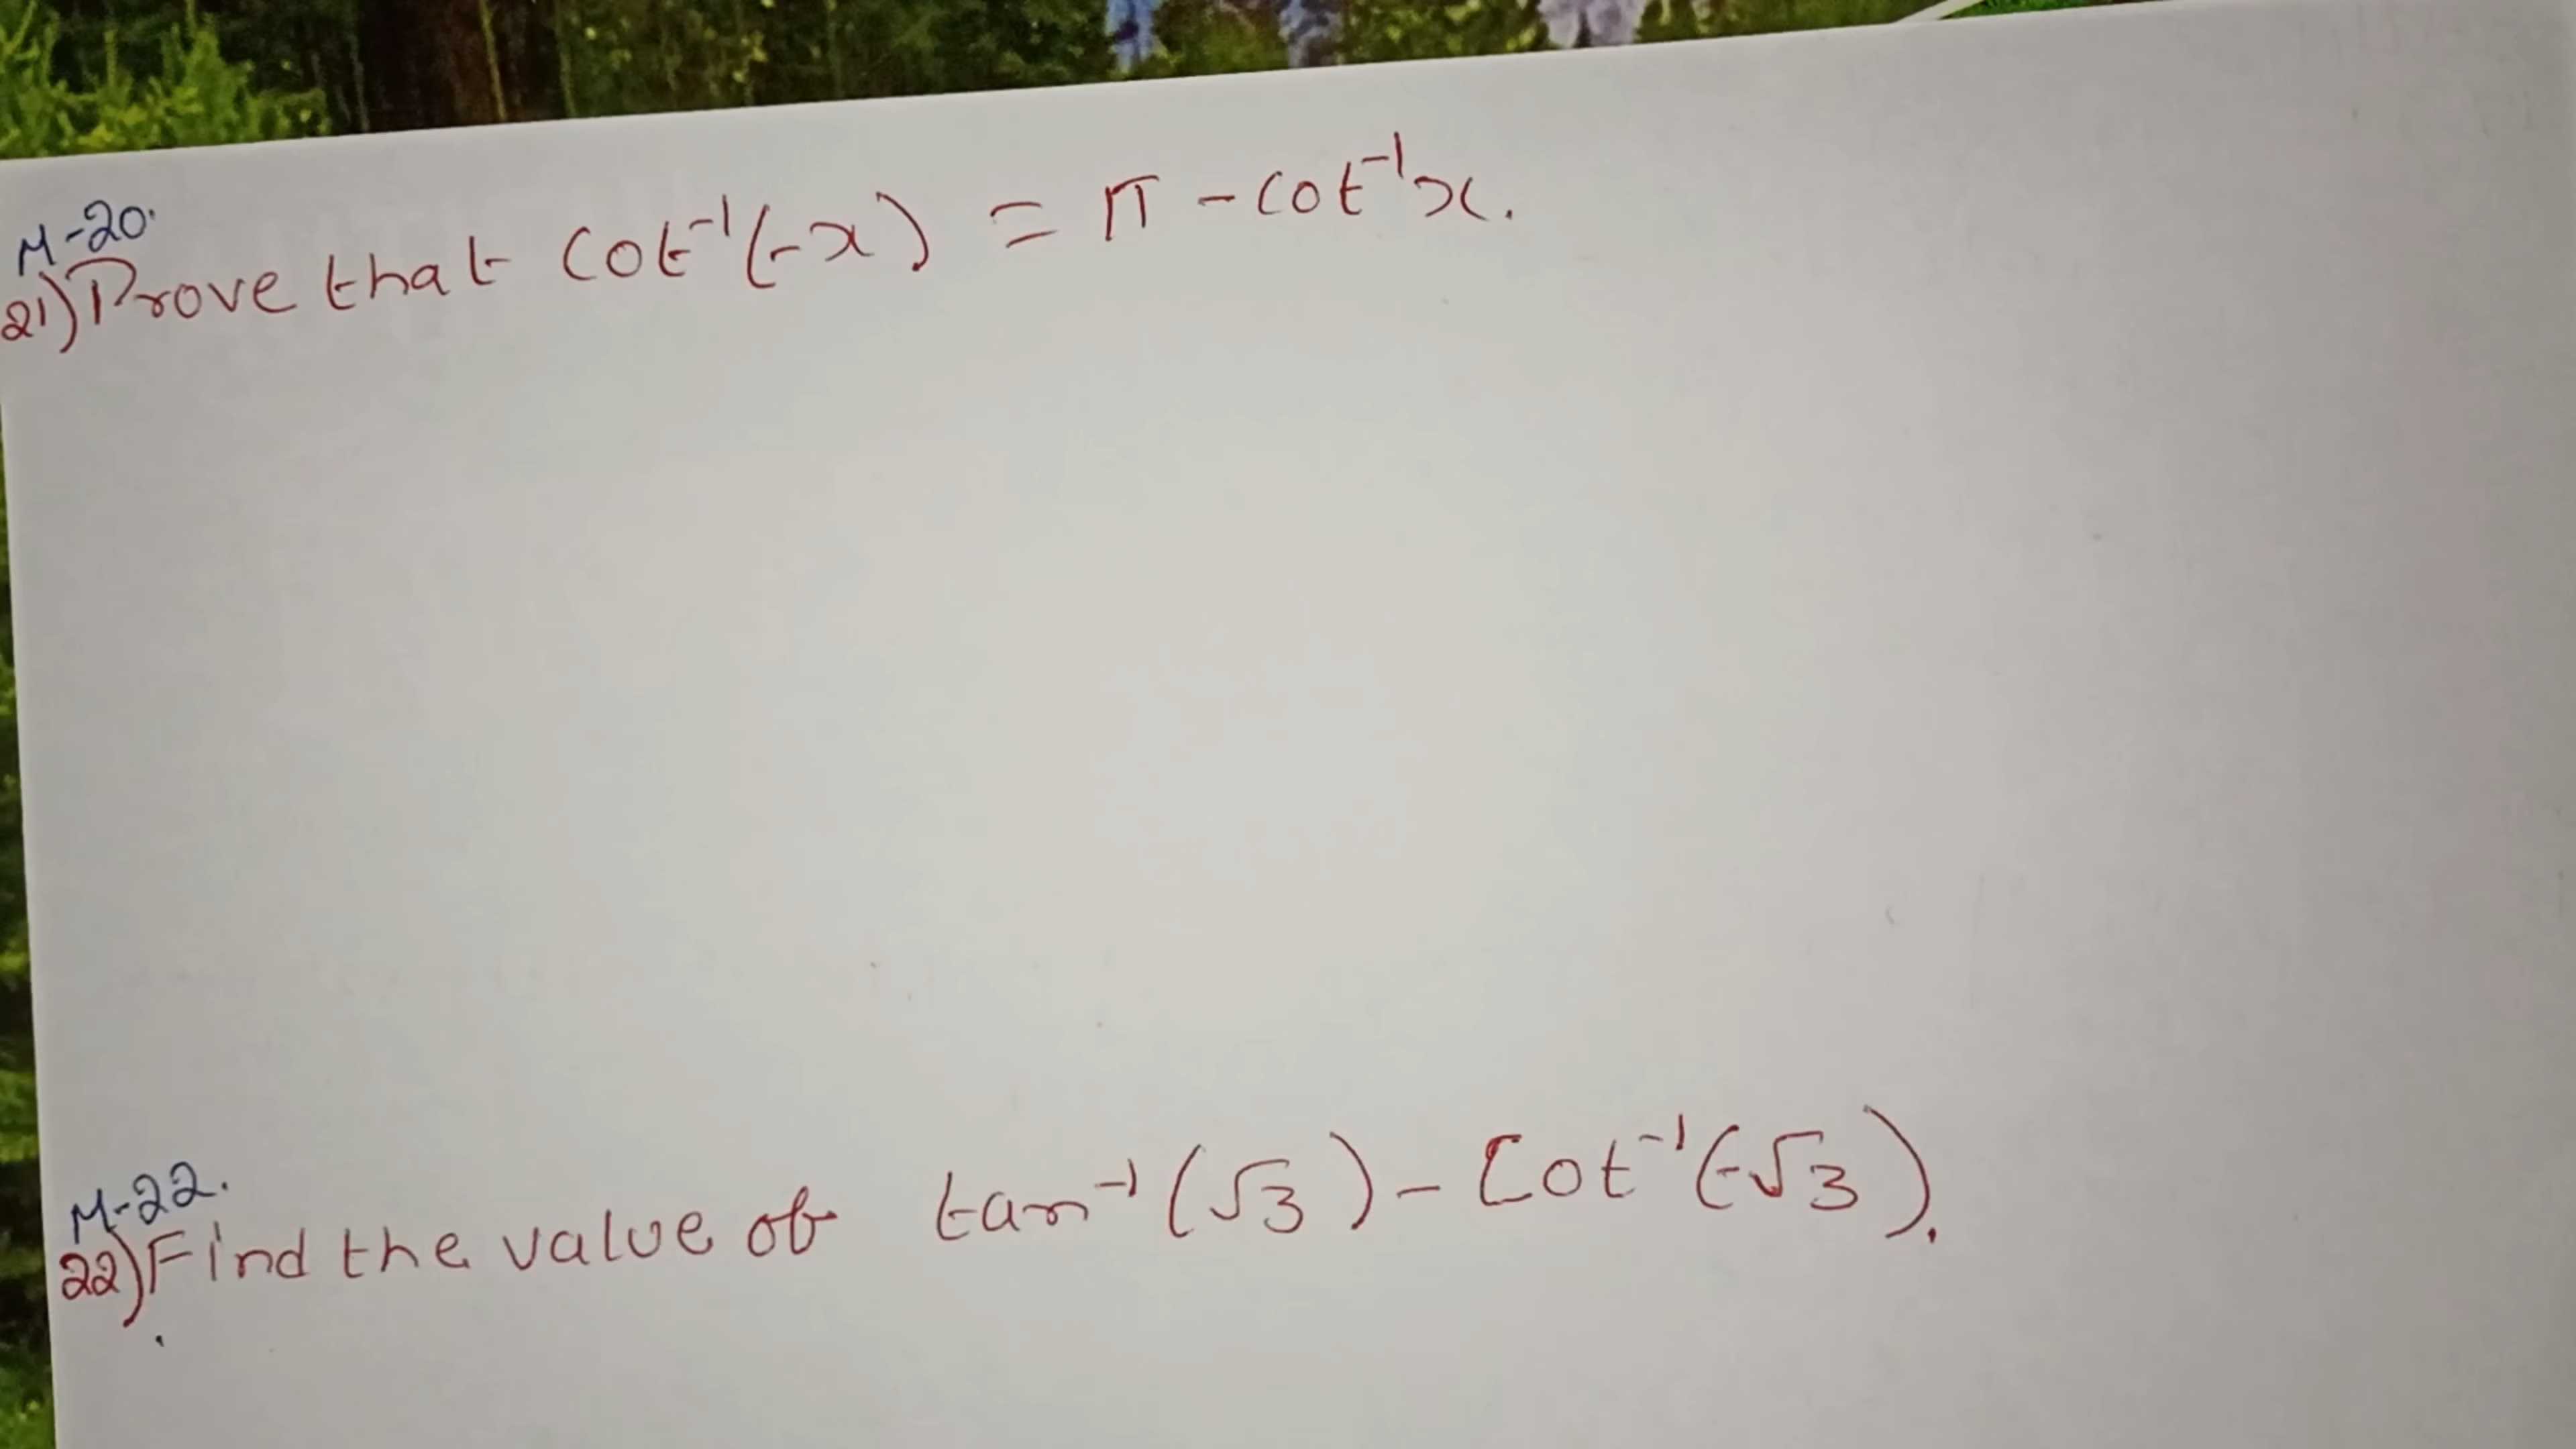 M-20.
21) Prove that cot⁻¹(-x) = π - cot⁻¹x.
M-22.
22) Find the value of tan⁻¹(√3) - Cot⁻¹(-√3).